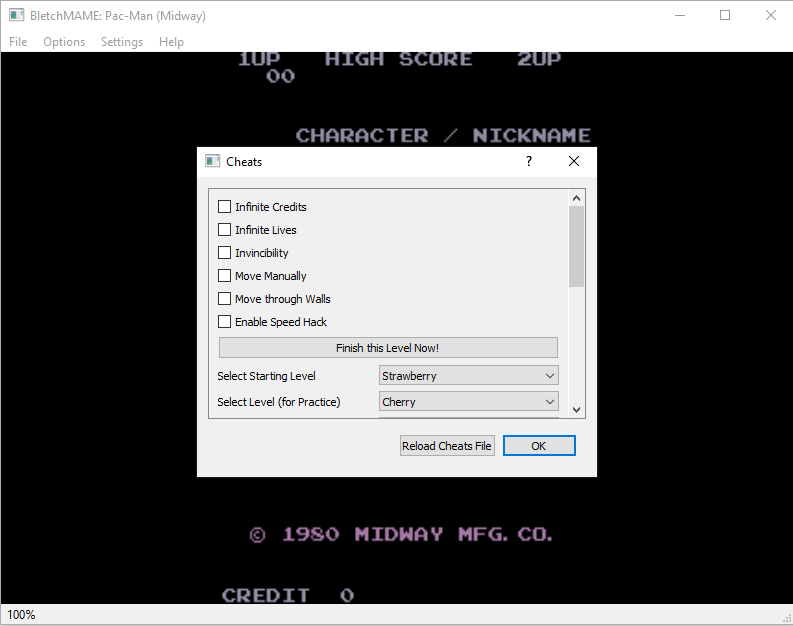 BletchMAME: Pac-Man (Midway)
File Options Settings Help
1UP HIGH SCORE 2UP
00
CHARACTER / NICKNAME
Cheats
?
Infinite Credits
Infinite Lives
Invincibility
Move Manually
Move through Walls
Enable Speed Hack
Finish this Level Now!
Select Starting Level Strawberry
Select Level (for Practice) Cherry
Reload Cheats File OK
© 1980 MIDWAY MFG. CO.
CREDIT 0
100%